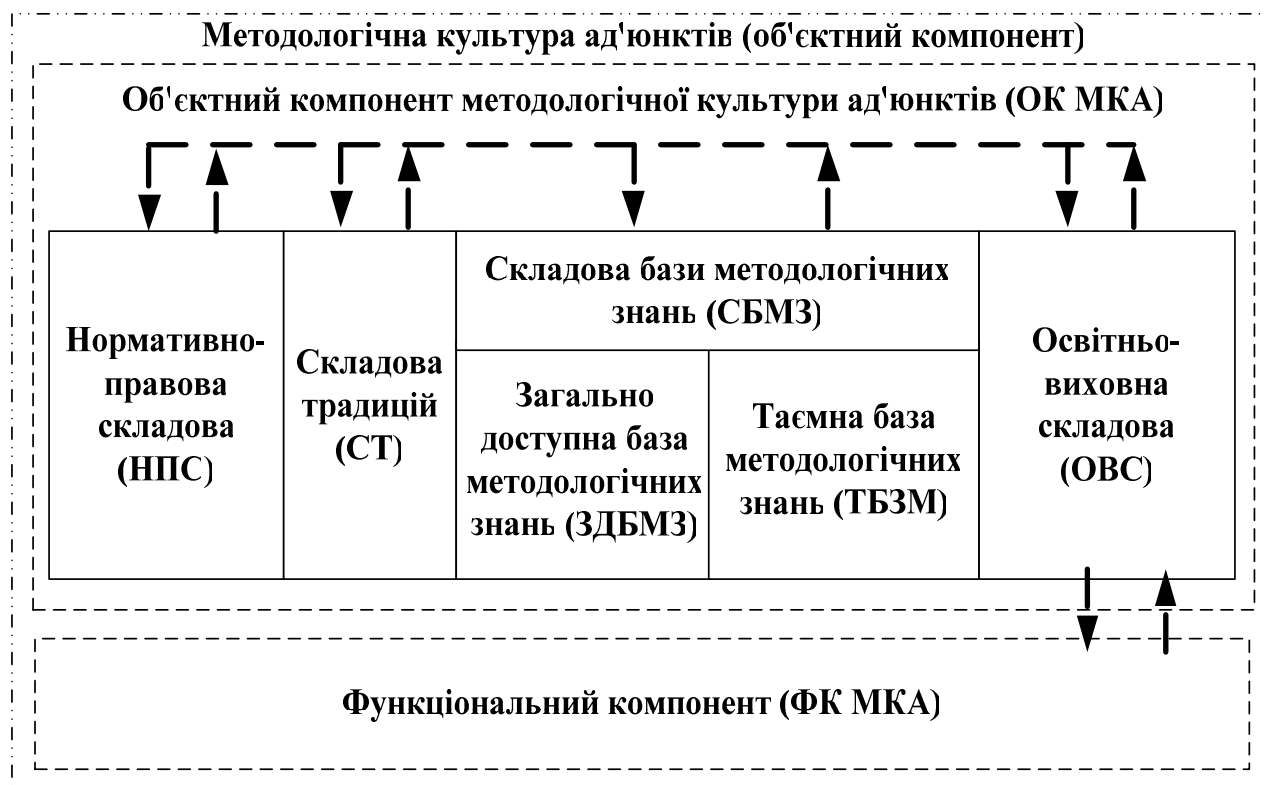 Методологічна культура ад'юнктів (об'єктний компонент)
Об'єктний компонент методологічної культури ад'юнктів (ОК МКА)
Нормативно-
правова
складова
(НПС)
Складова
традицій
(СТ)
Складова бази методологічних
знань (СБМЗ)
Загально
доступна база
методологічних
знань (ЗДБМЗ)
Таємна база
методологічних
знань (ТБЗМ)
Освітньо-
виховна
складова
(ОВС)
Функціональний компонент (ФК МКА)